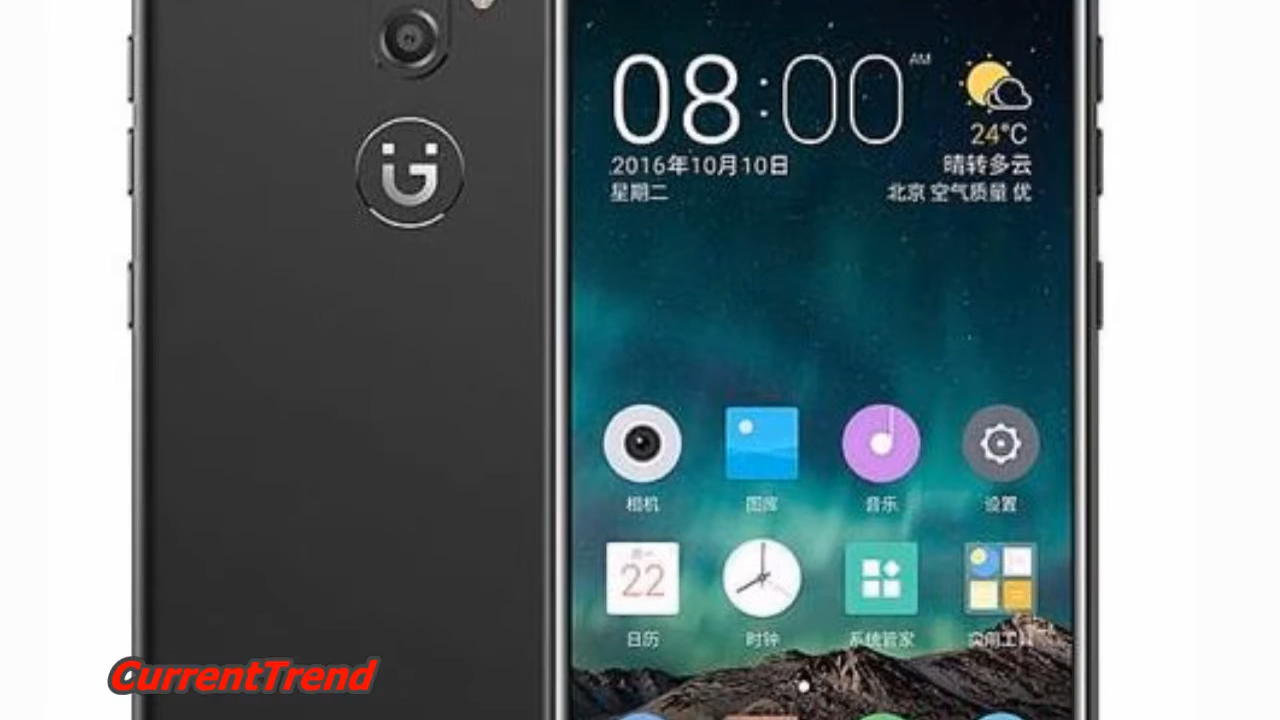 08:00 AM
24°C
2016年10月10日
晴转多云
星期二
北京 空气质量 优
相机
图库
音乐
设置
周一
22
日历
时钟
系统管家
实用工具
CurrentTrend